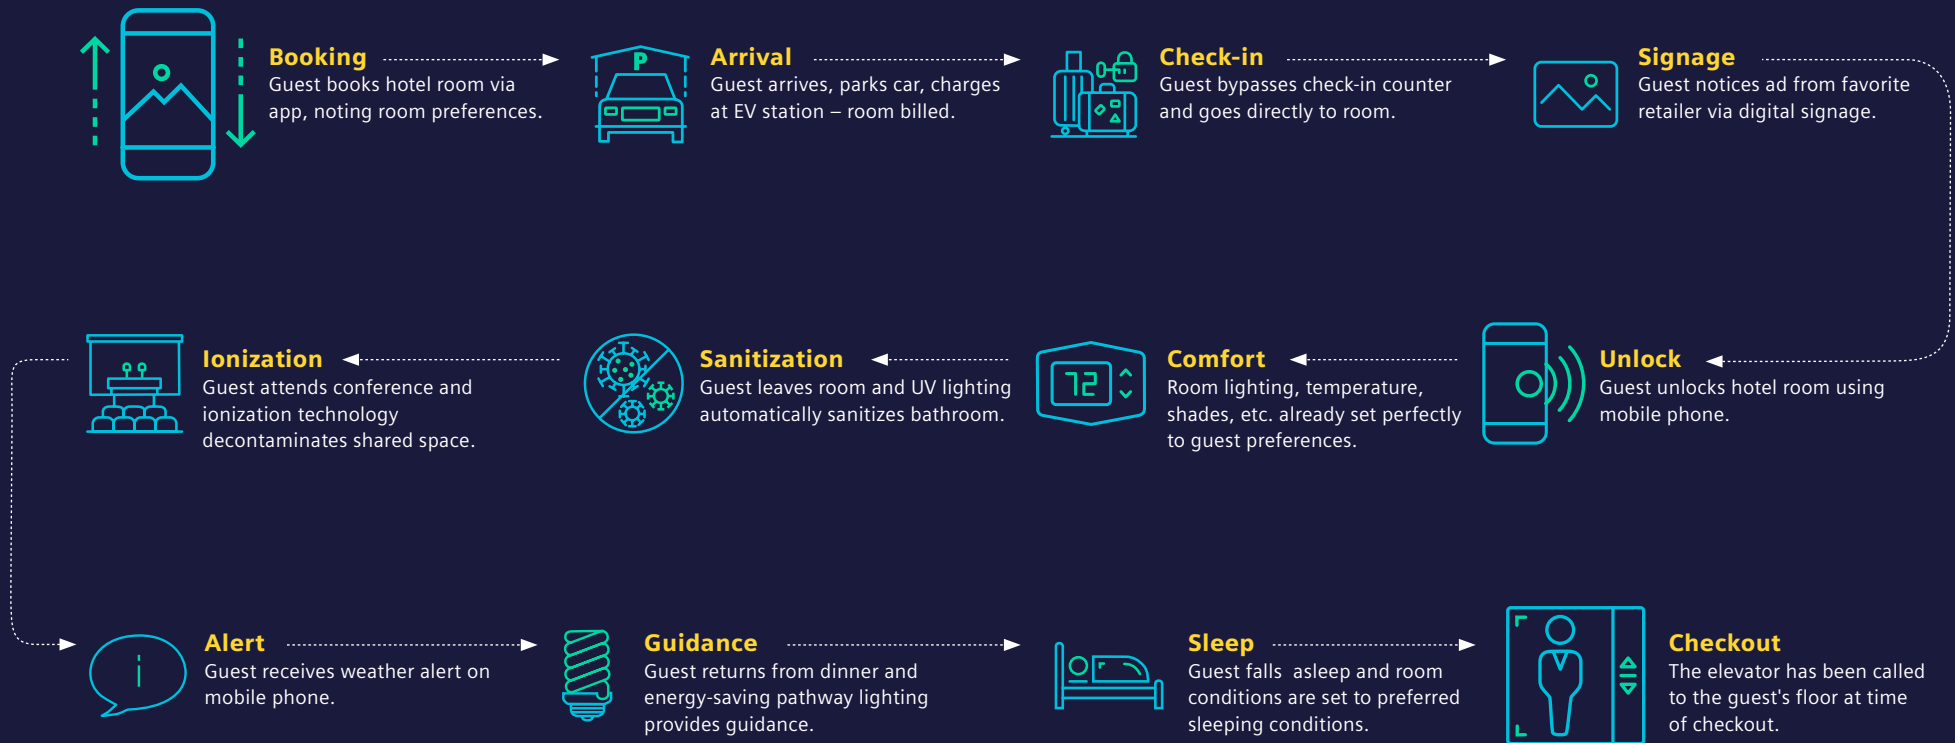 Booking
Guest books hotel room via
app, noting room preferences.
P
Arrival
Guest arrives, parks car, charges
at EV station – room billed.
Check-in
Guest bypasses check-in counter
and goes directly to room.
Signage
Guest notices ad from favorite
retailer via digital signage.
Unlock
Guest unlocks hotel room using
mobile phone.
72
Comfort
Room lighting, temperature,
shades, etc. already set perfectly
to guest preferences.
Sanitization
Guest leaves room and UV lighting
automatically sanitizes bathroom.
Ionization
Guest attends conference and
ionization technology
decontaminates shared space.
i
Alert
Guest receives weather alert on
mobile phone.
Guidance
Guest returns from dinner and
energy-saving pathway lighting
provides guidance.
Sleep
Guest falls  asleep and room
conditions are set to preferred
sleeping conditions.
Checkout
The elevator has been called
to the guest's floor at time
of checkout.